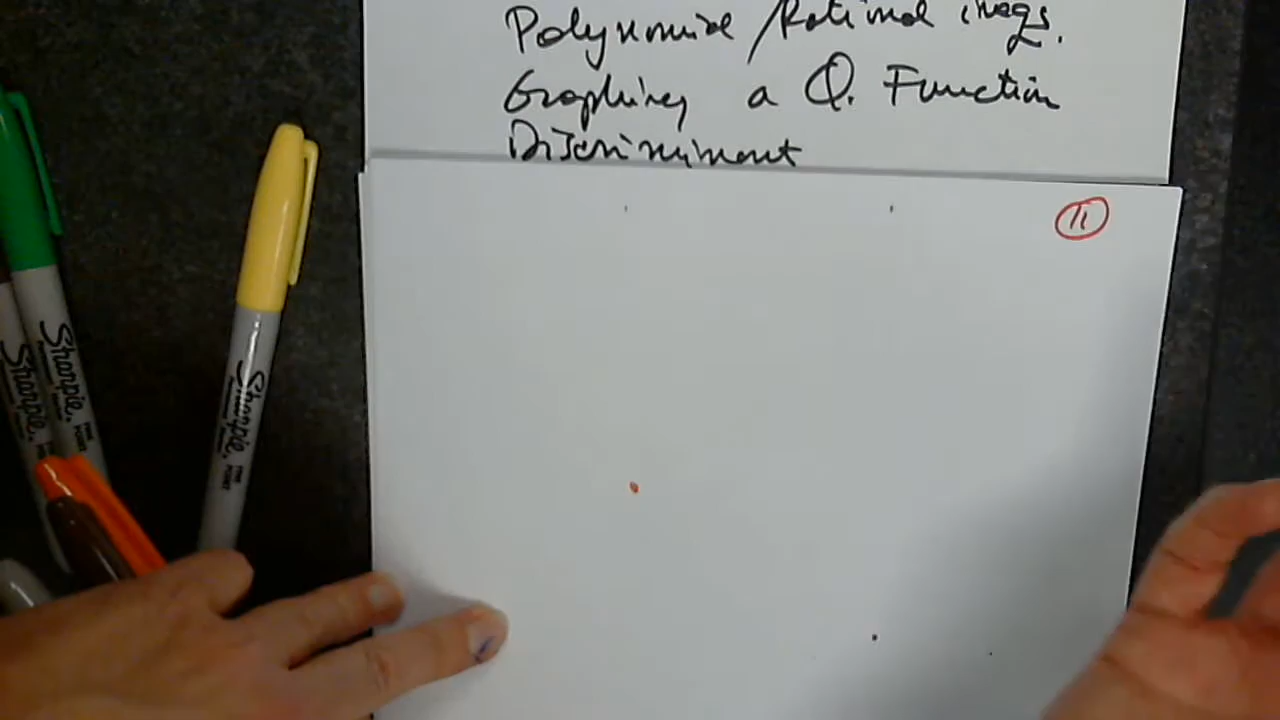 Polynomial / Rational ineqs.
Graphing a Q. Function
Discriminant
11
Sharpie
Sharpie
Sharpie